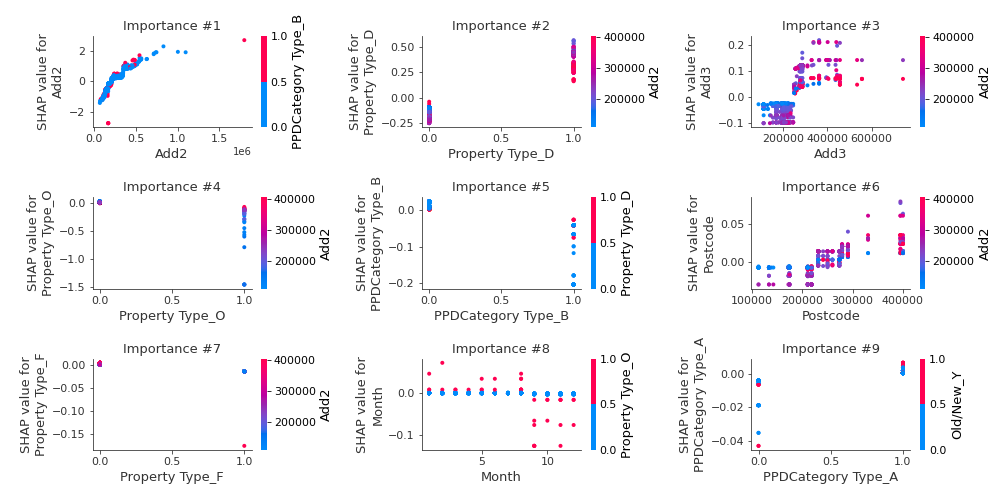 Importance #1
SHAP value for
Add2
2
0
−2
0.0
0.5
1.0
1.5
1e6
Add2
1.0
0.5
0.0
PPDCategory Type_B
Importance #2
SHAP value for
Property Type_D
0.50
0.25
0.00
−0.25
0.0
0.5
1.0
Property Type_D
400000
300000
200000
Add2
Importance #3
SHAP value for
Add3
0.2
0.1
0.0
−0.1
200000
400000
600000
Add3
400000
300000
200000
Add2
Importance #4
SHAP value for
Property Type_O
0.0
−0.5
−1.0
−1.5
0.0
0.5
1.0
Property Type_O
400000
300000
200000
Add2
Importance #5
SHAP value for
PPDCategory Type_B
0.0
−0.1
−0.2
0.0
0.5
1.0
PPDCategory Type_B
1.0
0.5
0.0
Property Type_D
Importance #6
SHAP value for
Postcode
0.05
0.00
100000
200000
300000
400000
Postcode
400000
300000
200000
Add2
Importance #7
SHAP value for
Property Type_F
0.00
−0.05
−0.10
−0.15
0.0
0.5
1.0
Property Type_F
400000
300000
200000
Add2
Importance #8
SHAP value for
Month
0.0
−0.1
5
10
Month
1.0
0.5
0.0
Property Type_O
Importance #9
SHAP value for
PPDCategory Type_A
0.00
−0.02
−0.04
0.0
0.5
1.0
PPDCategory Type_A
1.0
0.5
0.0
Old/New_Y